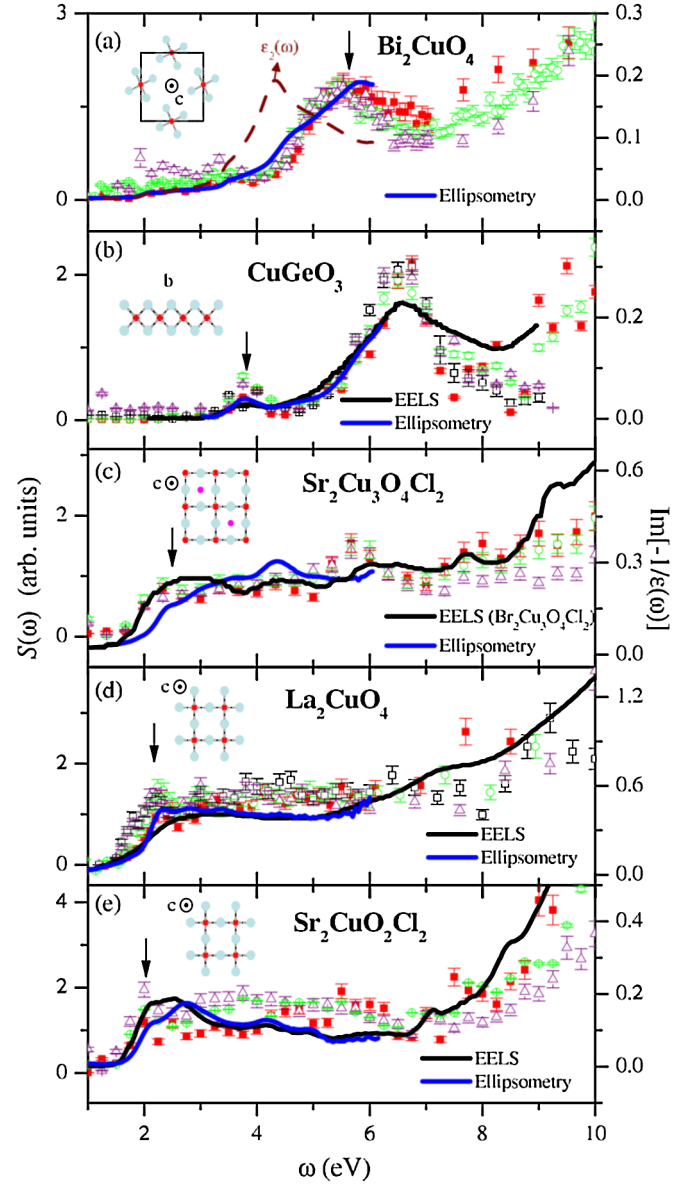 3 (a) ε₂(ω) Bi₂CuO₄ 0.3
c 0.2
0.1
0 Ellipsometry 0.0
(b) CuGeO₃
2 b
0.2
1
EELS
0 Ellipsometry 0.0
(c) c Sr₂Cu₃O₄Cl₂ 0.6
2
0.3
1
EELS (Br₂Cu₃O₄Cl₂)
0 Ellipsometry 0.0
S(ω) (arb. units)
Im[-1/ε(ω)]
(d) c La₂CuO₄ 1.2
2
0.6
1
EELS
0 Ellipsometry 0.0
(e) c Sr₂CuO₂Cl₂
4 0.4
2 0.2
EELS
0 Ellipsometry 0.0
2 4 6 8 10
ω (eV)